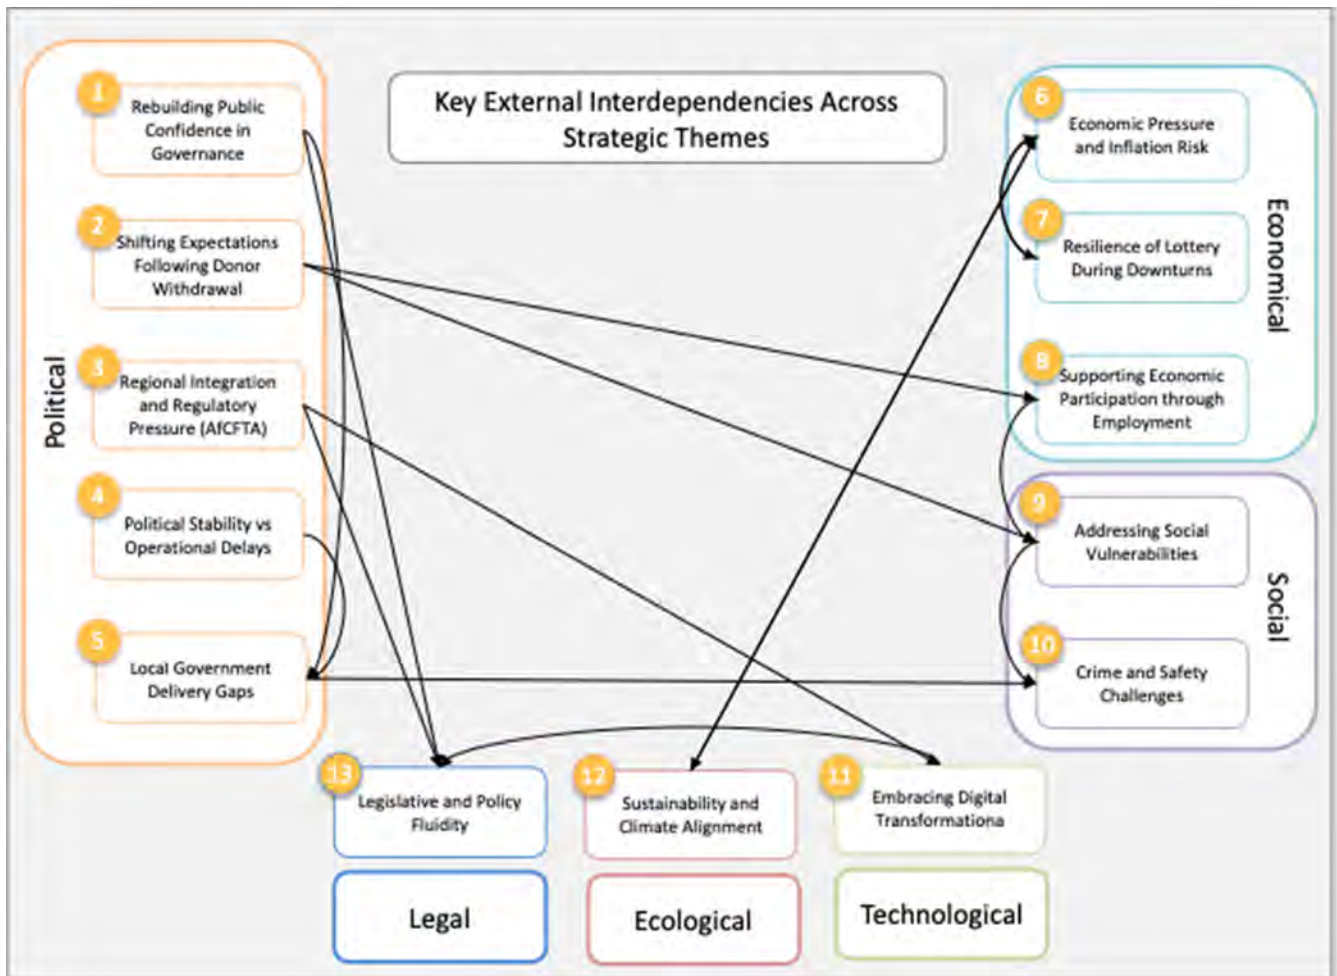 Key External Interdependencies Across
Strategic Themes
Political
1
Rebuilding Public
Confidence in
Governance
2
Shifting Expectations
Following Donor
Withdrawal
3
Regional Integration
and Regulatory
Pressure (AfCFTA)
4
Political Stability vs
Operational Delays
5
Local Government
Delivery Gaps
Economical
6
Economic Pressure
and Inflation Risk
7
Resilience of Lottery
During Downturns
8
Supporting Economic
Participation through
Employment
Social
9
Addressing Social
Vulnerabilities
10
Crime and Safety
Challenges
13
Legislative and Policy
Fluidity
Legal
12
Sustainability and
Climate Alignment
Ecological
11
Embracing Digital
Transformationa
Technological